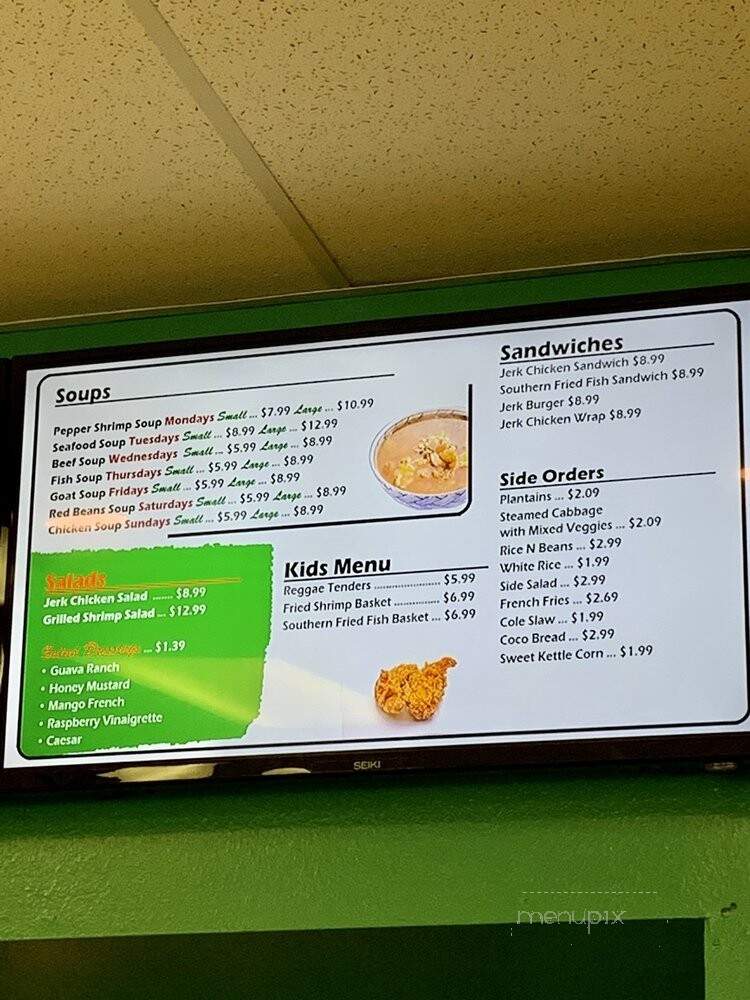 Soups
Pepper Shrimp Soup Mondays Small ... $7.99 Large ... $10.99
Seafood Soup Tuesdays Small ... $8.99 Large ... $12.99
Beef Soup Wednesdays Small ... $5.99 Large ... $8.99
Fish Soup Thursdays Small ... $5.99 Large ... $8.99
Goat Soup Fridays Small ... $5.99 Large ... $8.99
Red Beans Soup Saturdays Small ... $5.99 Large ... $8.99
Chicken Soup Sundays Small ... $5.99 Large ... $8.99
Salads
Jerk Chicken Salad ....... $8.99
Grilled Shrimp Salad ... $12.99
Salad Dressings ... $1.39
• Guava Ranch
• Honey Mustard
• Mango French
• Raspberry Vinaigrette
• Caesar
Kids Menu
Reggae Tenders ....................... $5.99
Fried Shrimp Basket ............... $6.99
Southern Fried Fish Basket ... $6.99
Sandwiches
Jerk Chicken Sandwich $8.99
Southern Fried Fish Sandwich $8.99
Jerk Burger $8.99
Jerk Chicken Wrap $8.99
Side Orders
Plantains ... $2.09
Steamed Cabbage
with Mixed Veggies ... $2.09
Rice N Beans ... $2.99
White Rice ... $1.99
Side Salad ... $2.99
French Fries ... $2.69
Cole Slaw ... $1.99
Coco Bread ... $2.99
Sweet Kettle Corn ... $1.99
SEIKI
menupix